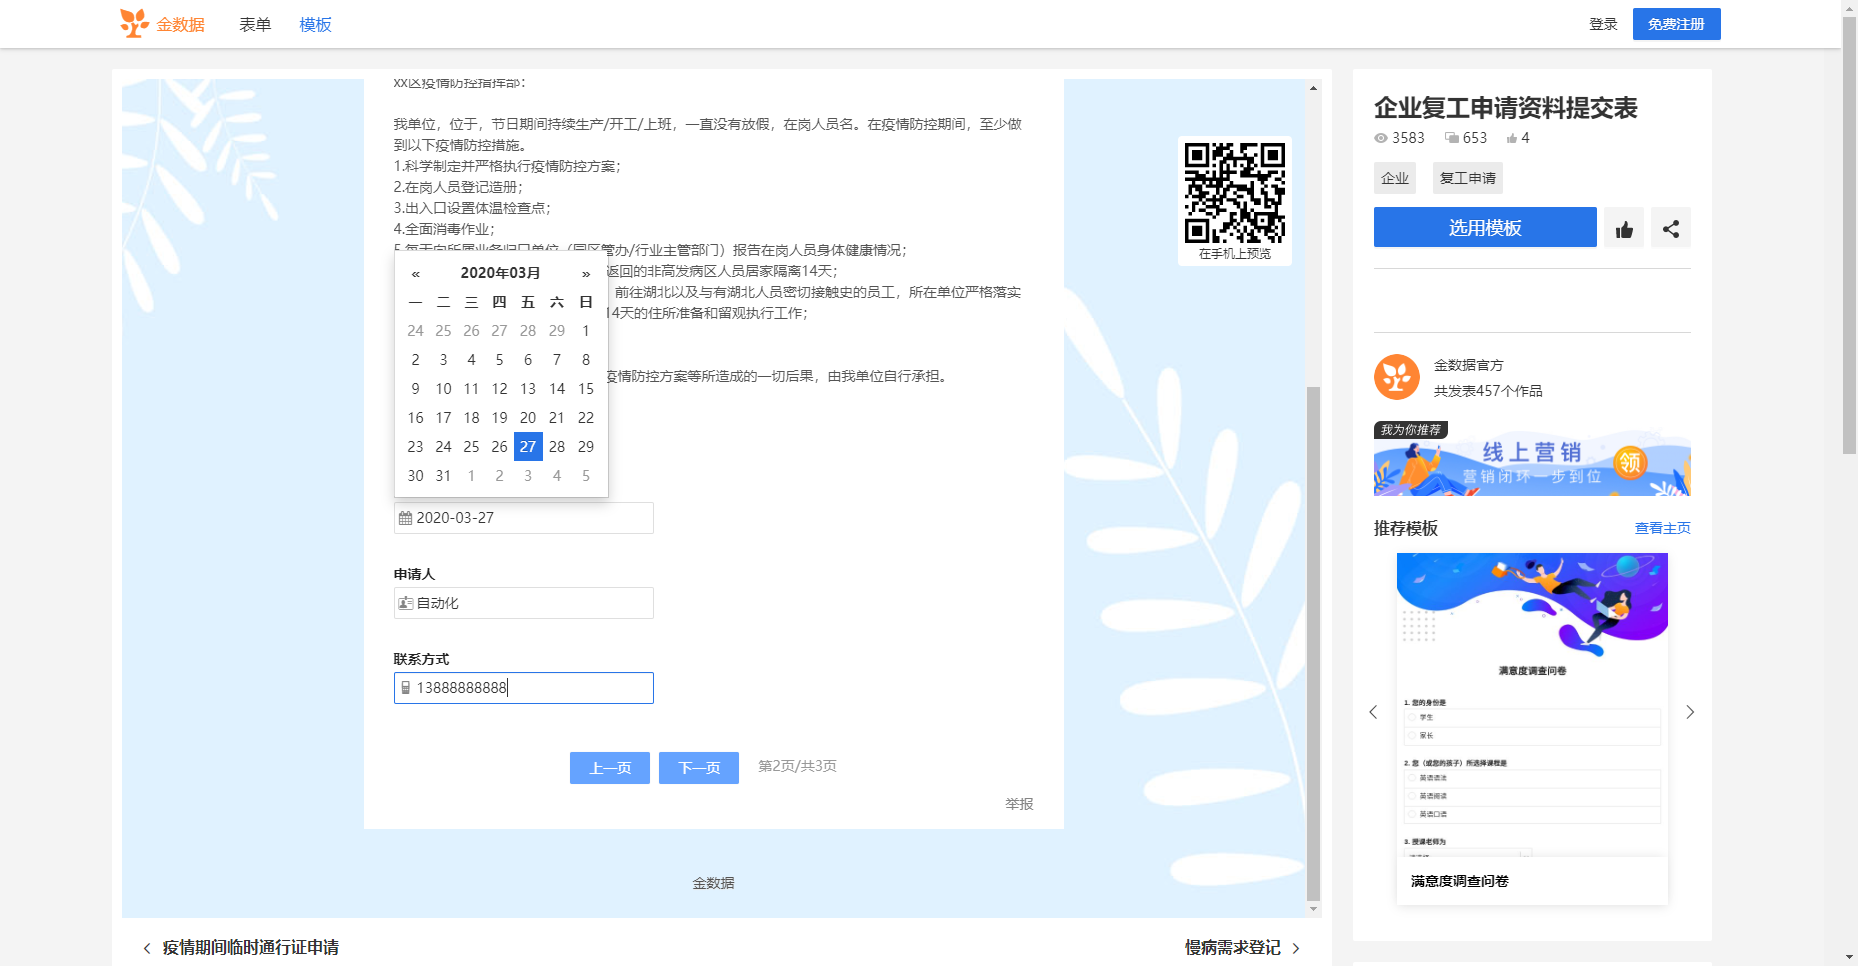 金数据
表单
模板
登录
免费注册
xx区疫情防控指挥部：
我单位，位于，节日期间持续生产/开工/上班，一直没有放假，在岗人员名。在疫情防控期间，至少做
到以下疫情防控措施。
1.科学制定并严格执行疫情防控方案；
2.在岗人员登记造册；
3.出入口设置体温检查点；
4.全面消毒作业；
5.每天向所属业务归口单位（园区管办/行业主管部门）报告在岗人员身体健康情况；
返回的非高发病区人员居家隔离14天；
前往湖北以及与有湖北人员密切接触史的员工，所在单位严格落实
14天的住所准备和留观执行工作；
疫情防控方案等所造成的一切后果，由我单位自行承担。
« 2020年03月 »
一 二 三 四 五 六 日
24 25 26 27 28 29 1
2 3 4 5 6 7 8
9 10 11 12 13 14 15
16 17 18 19 20 21 22
23 24 25 26 27 28 29
30 31 1 2 3 4 5
2020-03-27
申请人
自动化
联系方式
13888888888
上一页 下一页 第2页/共3页
举报
金数据
在手机上预览
疫情期间临时通行证申请
慢病需求登记
企业复工申请资料提交表
3583 653 4
企业 复工申请
选用模板
金数据官方
共发表457个作品
我为你推荐
线上营销
营销闭环一步到位
领
推荐模板 查看主页
满意度调查问卷
1. 您的身份是
学生
家长
2. 您（或您的孩子）所选择课程是
英语语法
英语阅读
英语口语
3. 授课老师为
满意度调查问卷